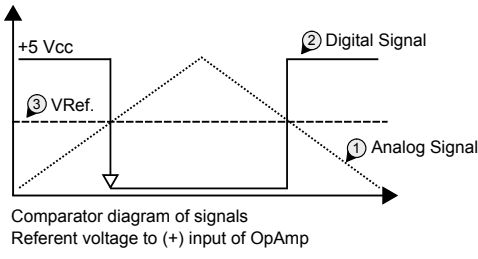 +5 Vcc
2 Digital Signal
3 VRef.
1 Analog Signal
Comparator diagram of signals
Referent voltage to (+) input of OpAmp